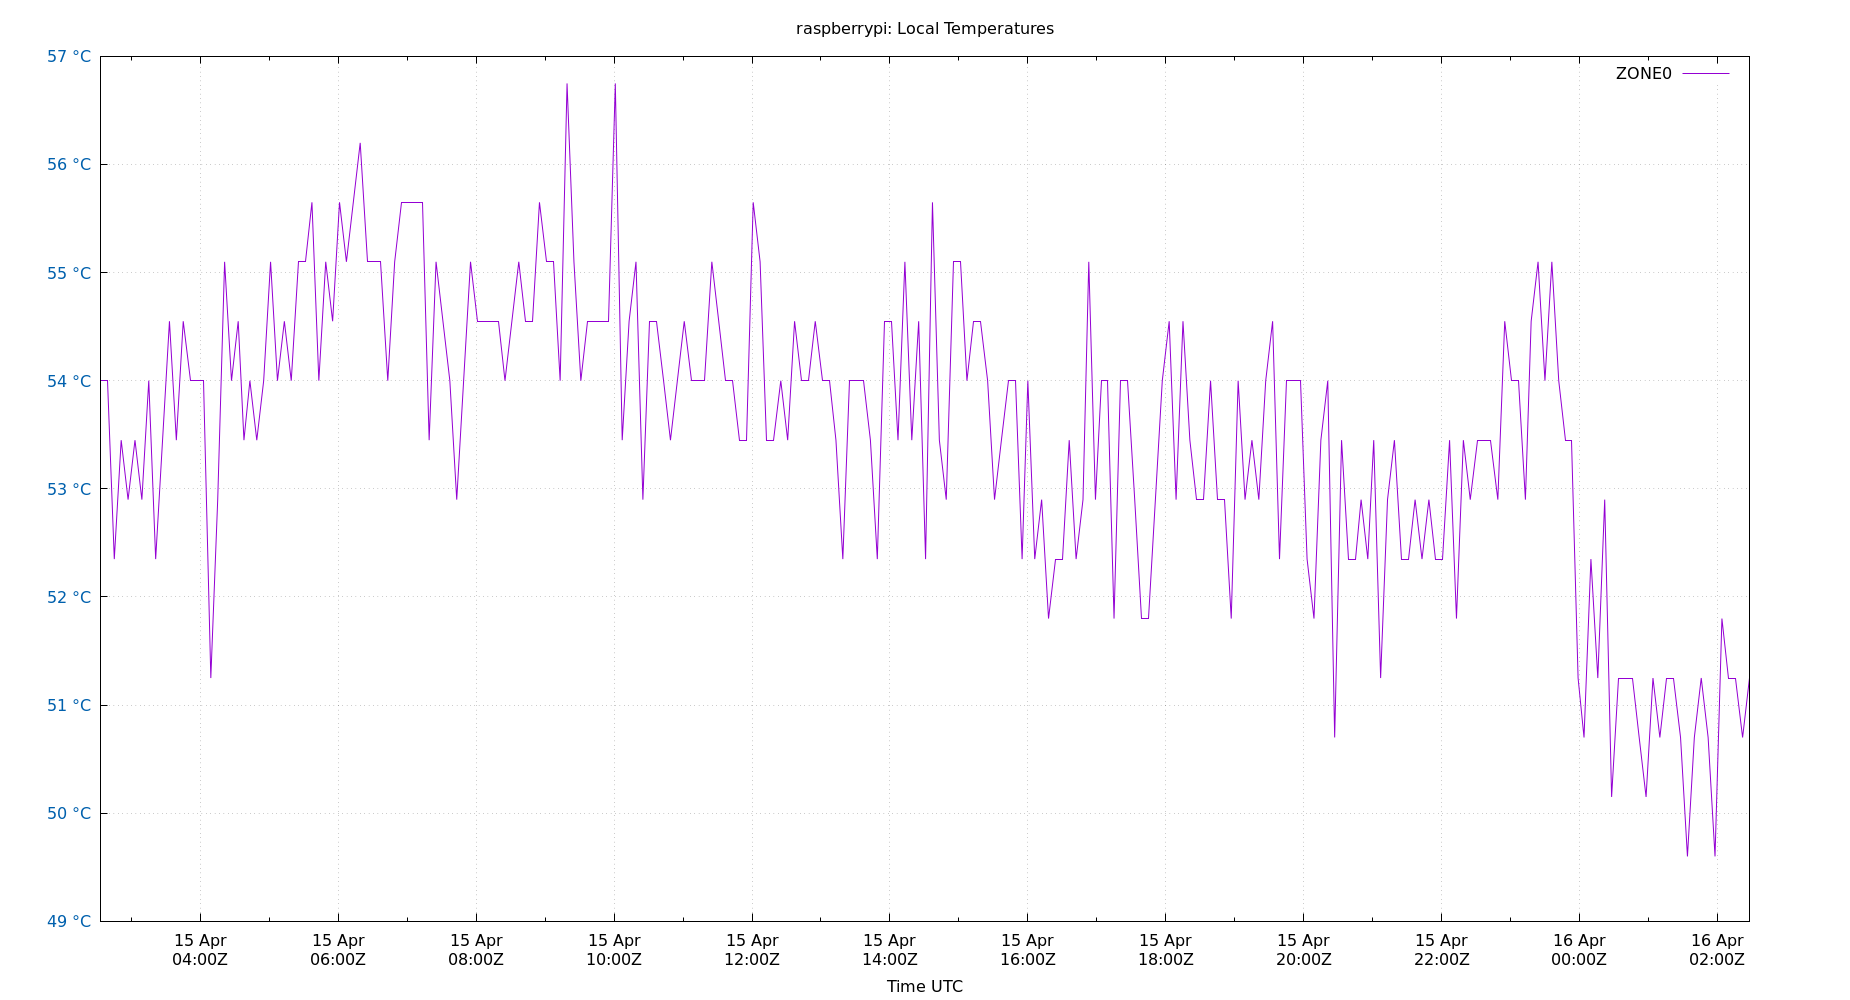 raspberrypi: Local Temperatures
57 °C
ZONE0
56 °C
55 °C
54 °C
53 °C
52 °C
51 °C
50 °C
49 °C
15 Apr 15 Apr 15 Apr 15 Apr 15 Apr 15 Apr 15 Apr 15 Apr 15 Apr 15 Apr 16 Apr 16 Apr
04:00Z 06:00Z 08:00Z 10:00Z 12:00Z 14:00Z 16:00Z 18:00Z 20:00Z 22:00Z 00:00Z 02:00Z
Time UTC